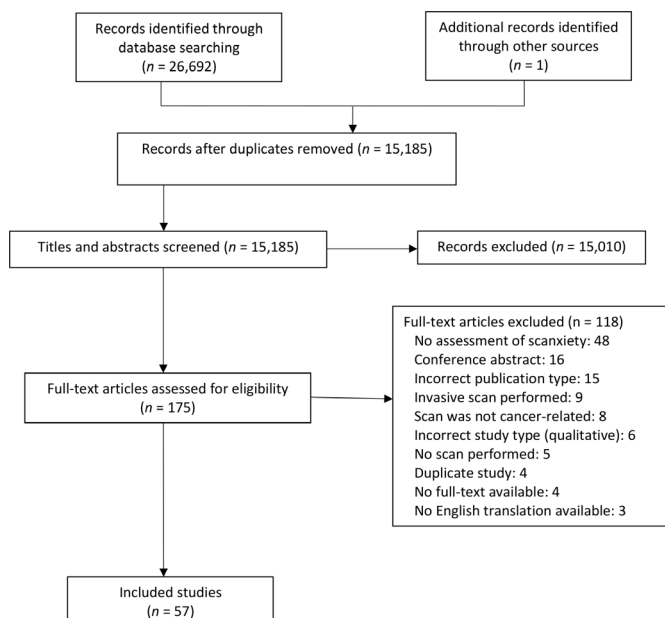 Records identified through
database searching
(n = 26,692)
Additional records identified
through other sources
(n = 1)
Records after duplicates removed (n = 15,185)
Titles and abstracts screened (n = 15,185)
Records excluded (n = 15,010)
Full-text articles assessed for eligibility
(n = 175)
Full-text articles excluded (n = 118)
No assessment of scanxiety: 48
Conference abstract: 16
Incorrect publication type: 15
Invasive scan performed: 9
Scan was not cancer-related: 8
Incorrect study type (qualitative): 6
No scan performed: 5
Duplicate study: 4
No full-text available: 4
No English translation available: 3
Included studies
(n = 57)